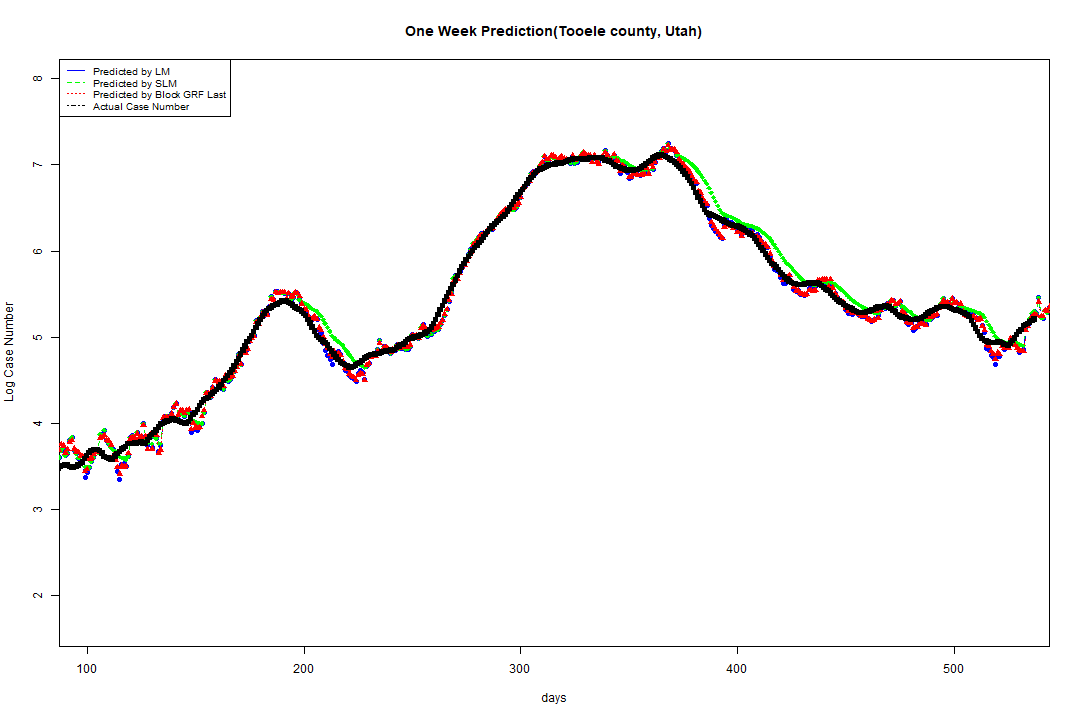 One Week Prediction(Tooele county, Utah)
Predicted by LM
Predicted by SLM
Predicted by Block GRF Last
Actual Case Number
8
7
6
5
4
3
2
Log Case Number
100 200 300 400 500
days